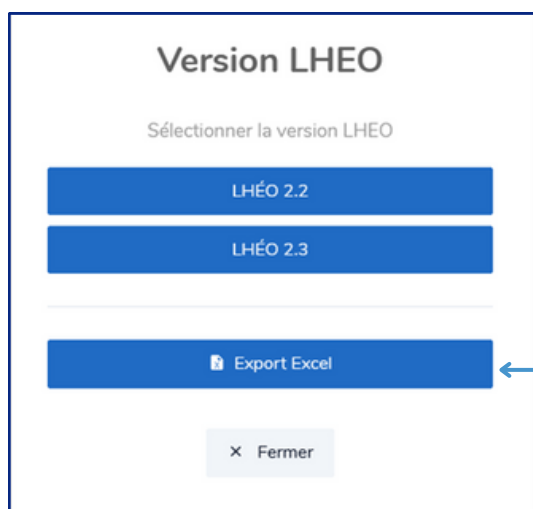 Version LHEO
Sélectionner la version LHEO
LHÉO 2.2
LHÉO 2.3
Export Excel
× Fermer